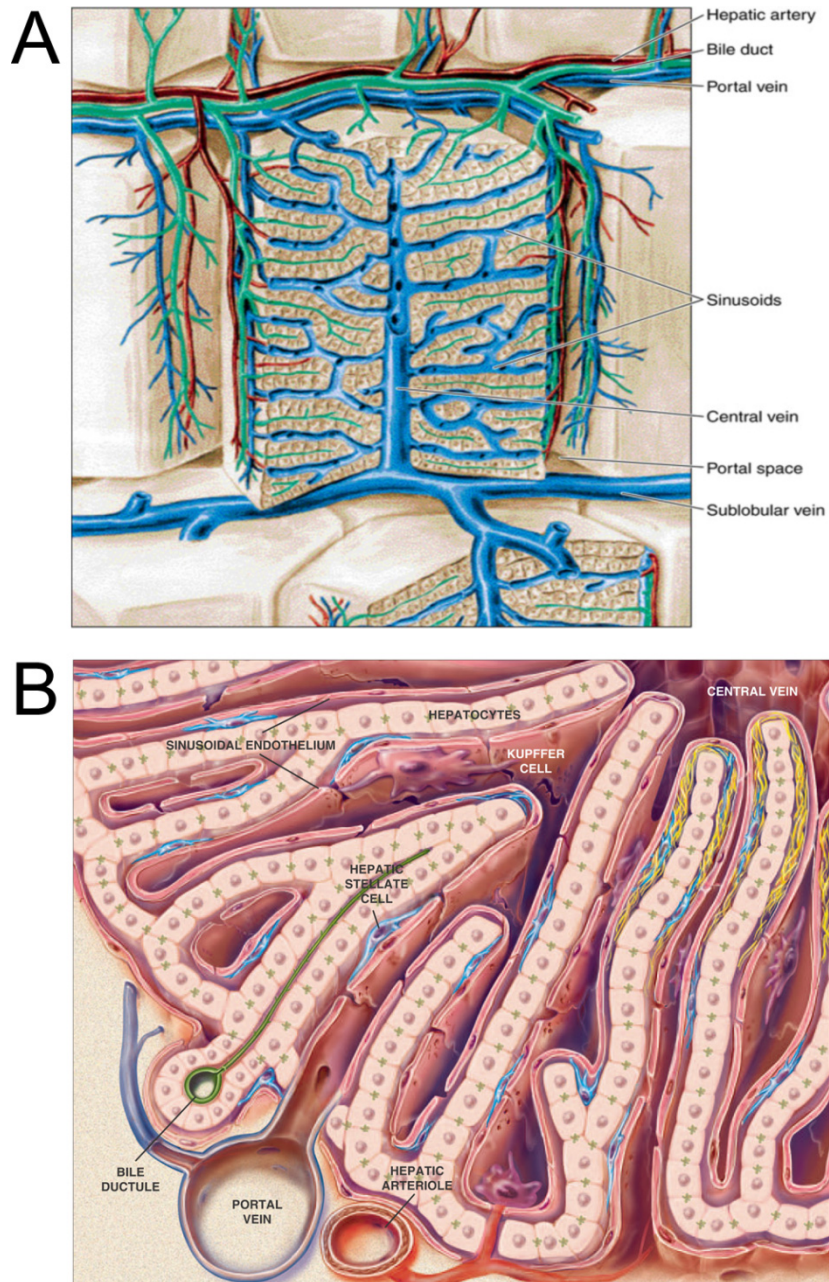 A
Hepatic artery
Bile duct
Portal vein
Sinusoids
Central vein
Portal space
Sublobular vein
B
CENTRAL VEIN
HEPATOCYTES
SINUSOIDAL ENDOTHELIUM
KUPFFER
CELL
HEPATIC
STELLATE
CELL
BILE
DUCTULE
PORTAL
VEIN
HEPATIC
ARTERIOLE